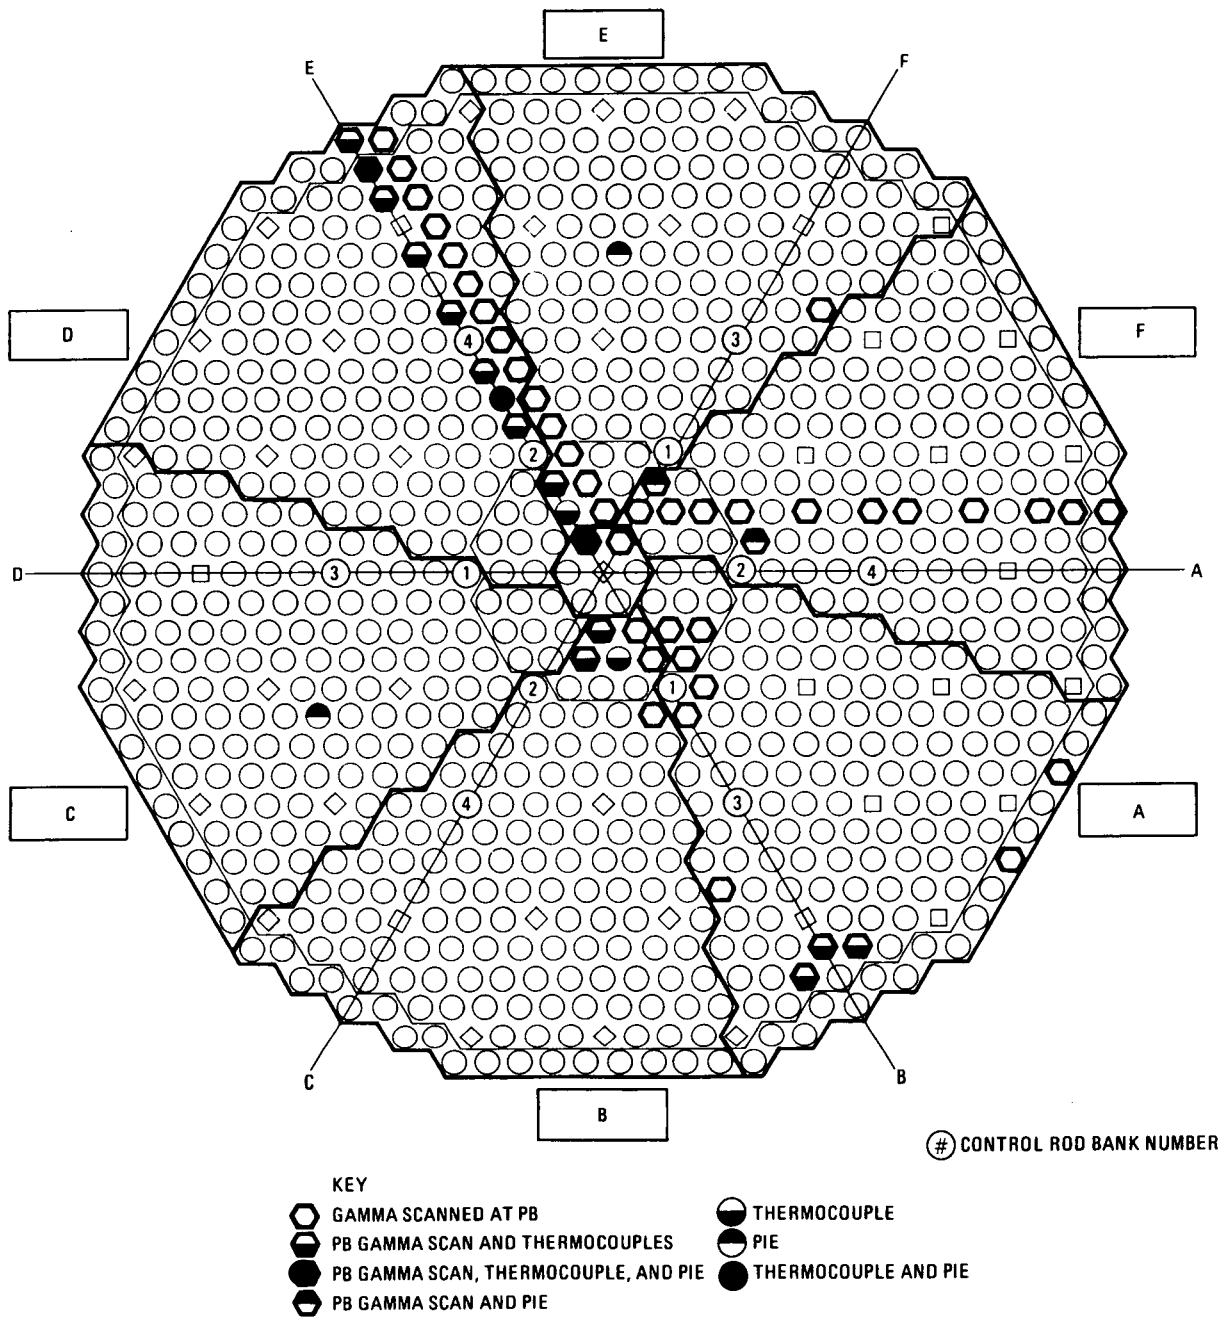 E
E F
D F
4 3
2 1
D 3 1 2 4 A
2 1
4 3
C A
C B
B
# CONTROL ROD BANK NUMBER
KEY
GAMMA SCANNED AT PB THERMOCOUPLE
PB GAMMA SCAN AND THERMOCOUPLES PIE
PB GAMMA SCAN, THERMOCOUPLE, AND PIE THERMOCOUPLE AND PIE
PB GAMMA SCAN AND PIE